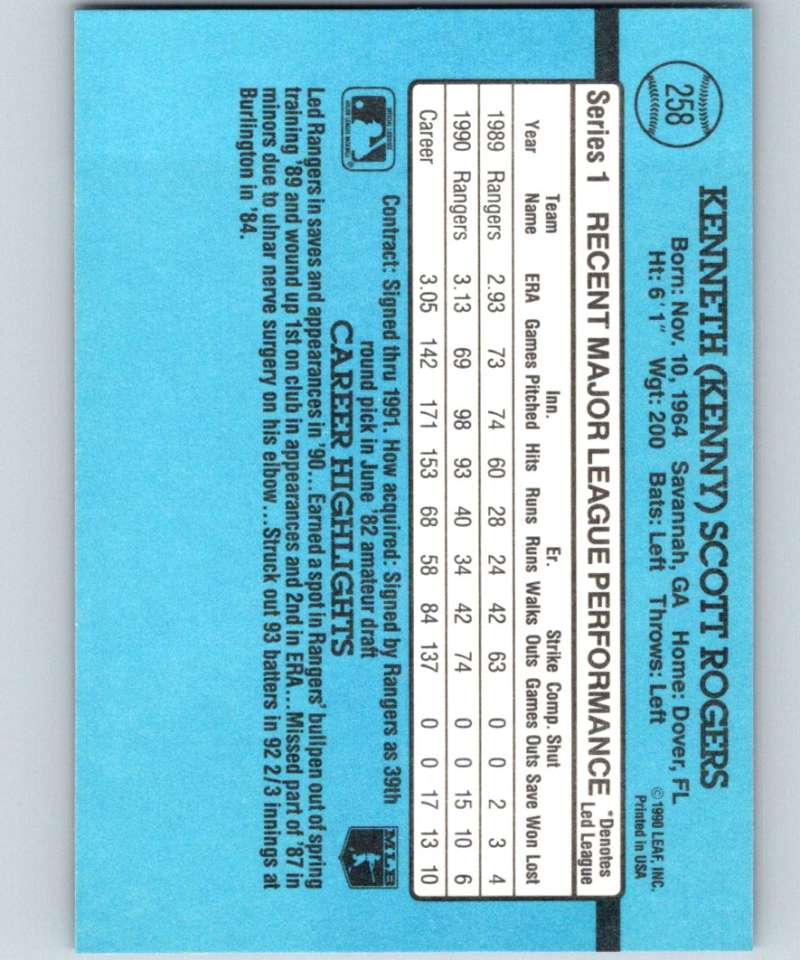 258
KENNETH (KENNY) SCOTT ROGERS
Born: Nov. 10, 1964 Savannah, GA Home: Dover, FL
Ht: 6' 1" Wgt: 200 Bats: Left Throws: Left
©1990 LEAF, INC.
Printed in USA
Series 1 RECENT MAJOR LEAGUE PERFORMANCE *Denotes
Led League
Team Inn. Er. Strike Comp. Shut
Year Name ERA Games Pitched Hits Runs Runs Walks Outs Games Outs Save Won Lost
1989 Rangers 2.93 73 74 60 28 24 42 63 0 0 2 3 4
1990 Rangers 3.13 69 98 93 40 34 42 74 0 0 15 10 6
Career 3.05 142 171 153 68 58 84 137 0 0 17 13 10
OFFICIAL LICENSEE
MAJOR LEAGUE BASEBALL
Contract: Signed thru 1991. How acquired: Signed by Rangers as 39th
round pick in June '82 amateur draft
MLB
CAREER HIGHLIGHTS
Led Rangers in saves and appearances in '90...Earned a spot in Rangers' bullpen out of spring
training '89 and wound up 1st on club in appearances and 2nd in ERA...Missed part of '87 in
minors due to ulnar nerve surgery on his elbow...Struck out 93 batters in 92 2/3 innings at
Burlington in '84.